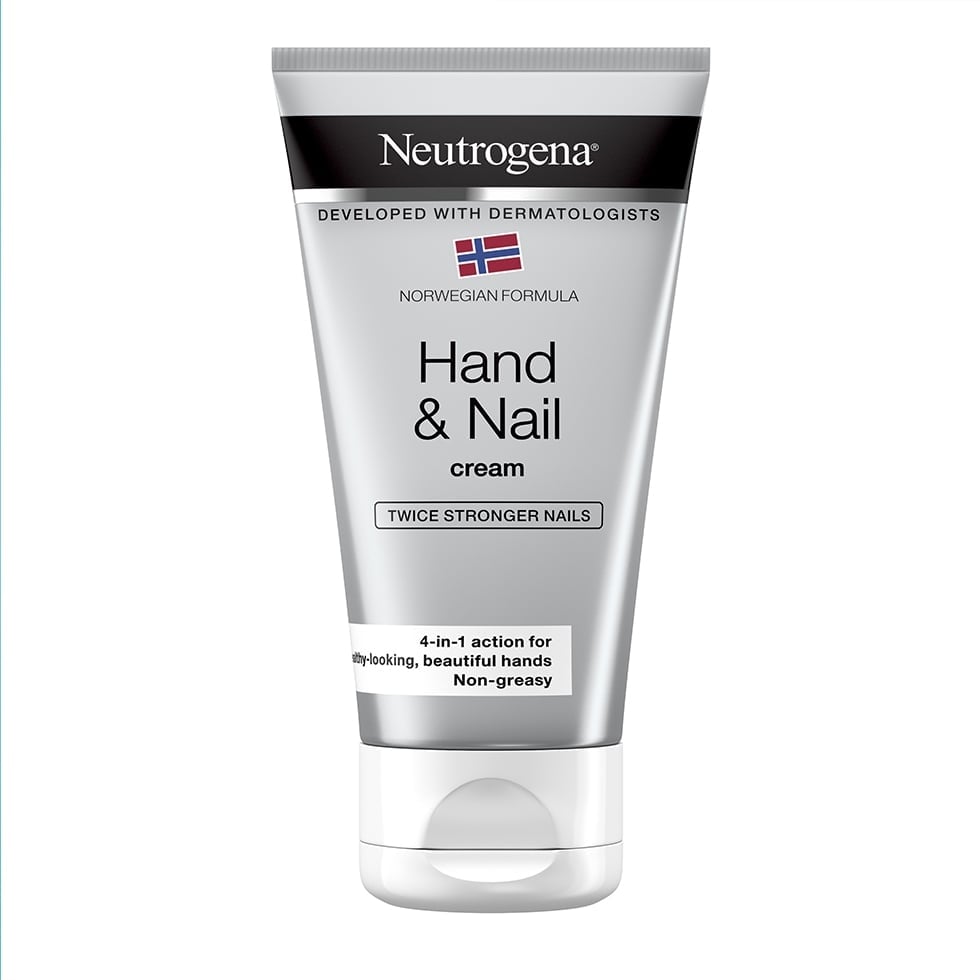 Neutrogena®
DEVELOPED WITH DERMATOLOGISTS
NORWEGIAN FORMULA
Hand
& Nail
cream
TWICE STRONGER NAILS
4-in-1 action for
looking, beautiful hands
Non-greasy